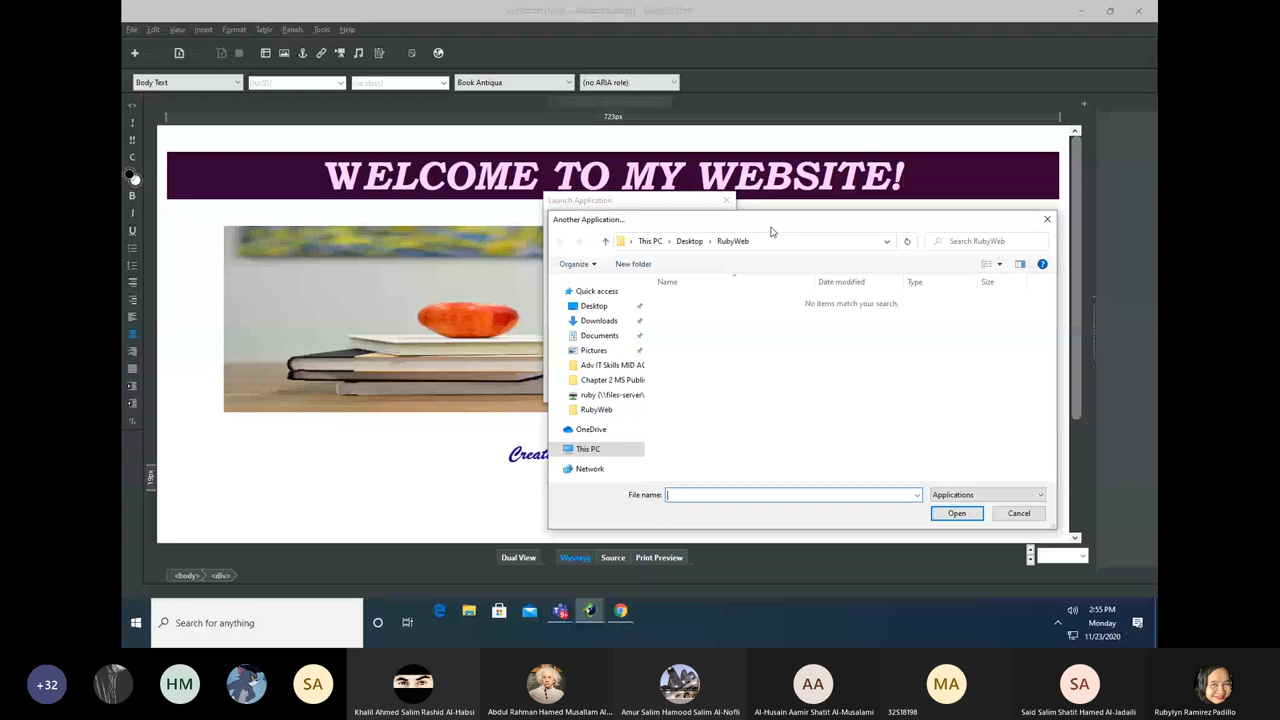 File Edit View Insert Format Table Panels Tools Help
Body Text (no ID) (no class) Book Antiqua (no ARIA role)
723px
WELCOME TO MY WEBSITE!
Launch Application
Another Application...
This PC Desktop RubyWeb Search RubyWeb
Organize New folder
Name Date modified Type Size
No items match your search.
Quick access
Desktop
Downloads
Documents
Pictures
Adv IT Skills MID AC
Chapter 2 MS Publis
ruby (\\files-server\
RubyWeb
OneDrive
This PC
Network
Creat
19px
File name: Applications
Open Cancel
Dual View Wysiwyg Source Print Preview
<body> <div>
Search for anything
2:55 PM
Monday
11/23/2020
+32 HM SA AA MA SA
Khalil Ahmed Salim Rashid Al-Habsi Abdul Rahman Hamed Musallam Al-... Amur Salim Hamood Salim Al-Nofli Al-Husain Aamir Shatit Al-Musalami 32S18198 Said Salim Shatit Hamed Al-Jadaili Rubylyn Ramirez Padillo